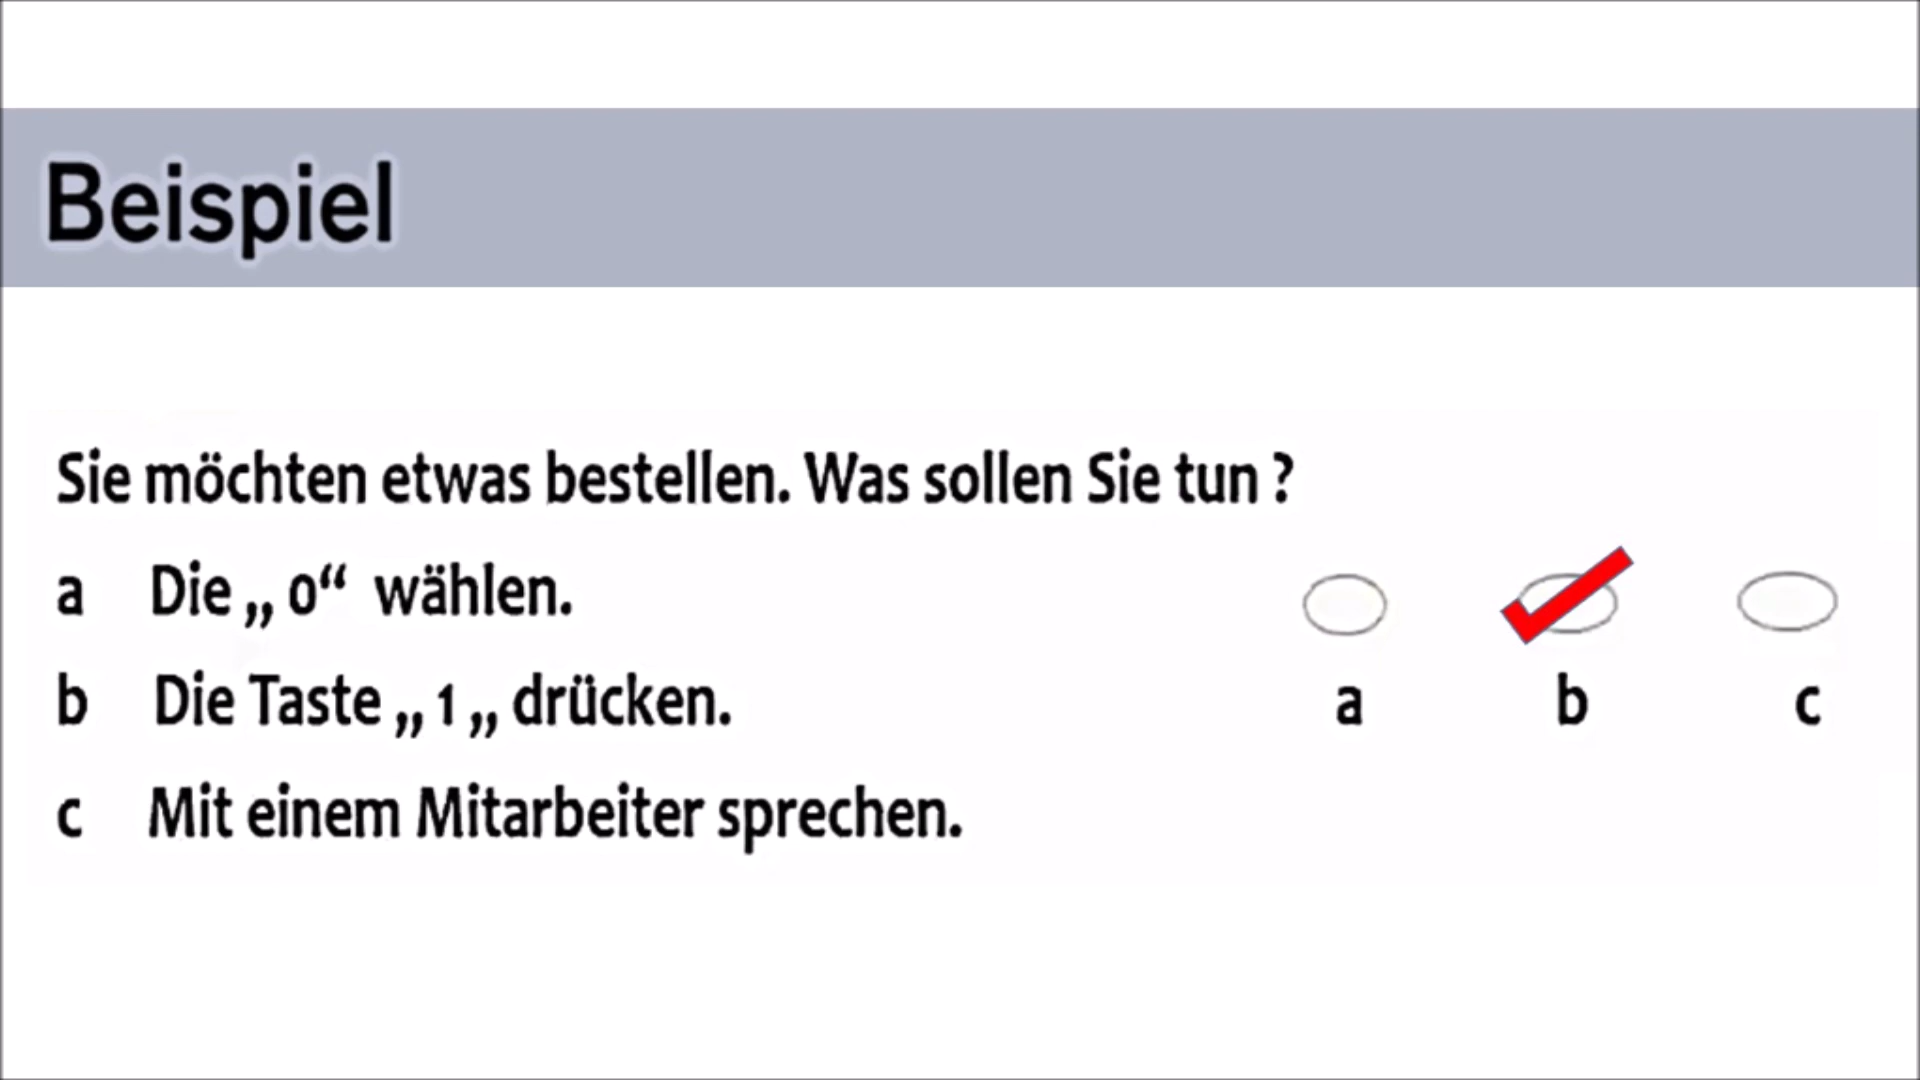 Beispiel
Sie möchten etwas bestellen. Was sollen Sie tun ?
a Die „ 0“ wählen.
b Die Taste „ 1 „ drücken.
c Mit einem Mitarbeiter sprechen.
a b c